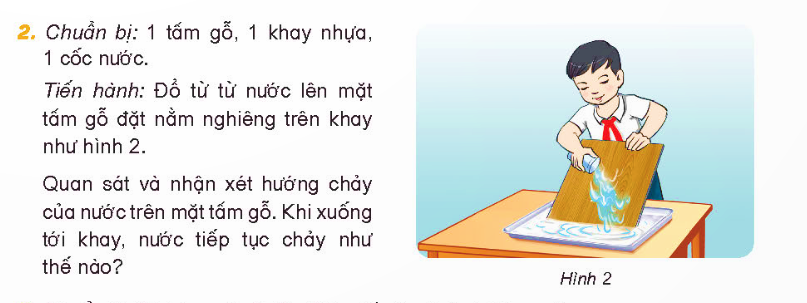 2. Chuẩn bị: 1 tấm gỗ, 1 khay nhựa,
1 cốc nước.
Tiến hành: Đổ từ từ nước lên mặt
tấm gỗ đặt nằm nghiêng trên khay
như hình 2.
Quan sát và nhận xét hướng chảy
của nước trên mặt tấm gỗ. Khi xuống
tới khay, nước tiếp tục chảy như
thế nào?
Hình 2